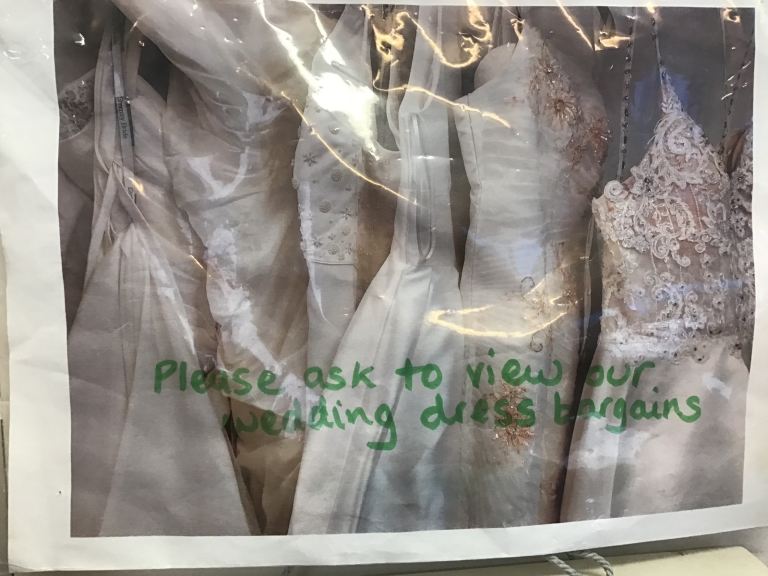 Please ask to view our
wedding dress bargains